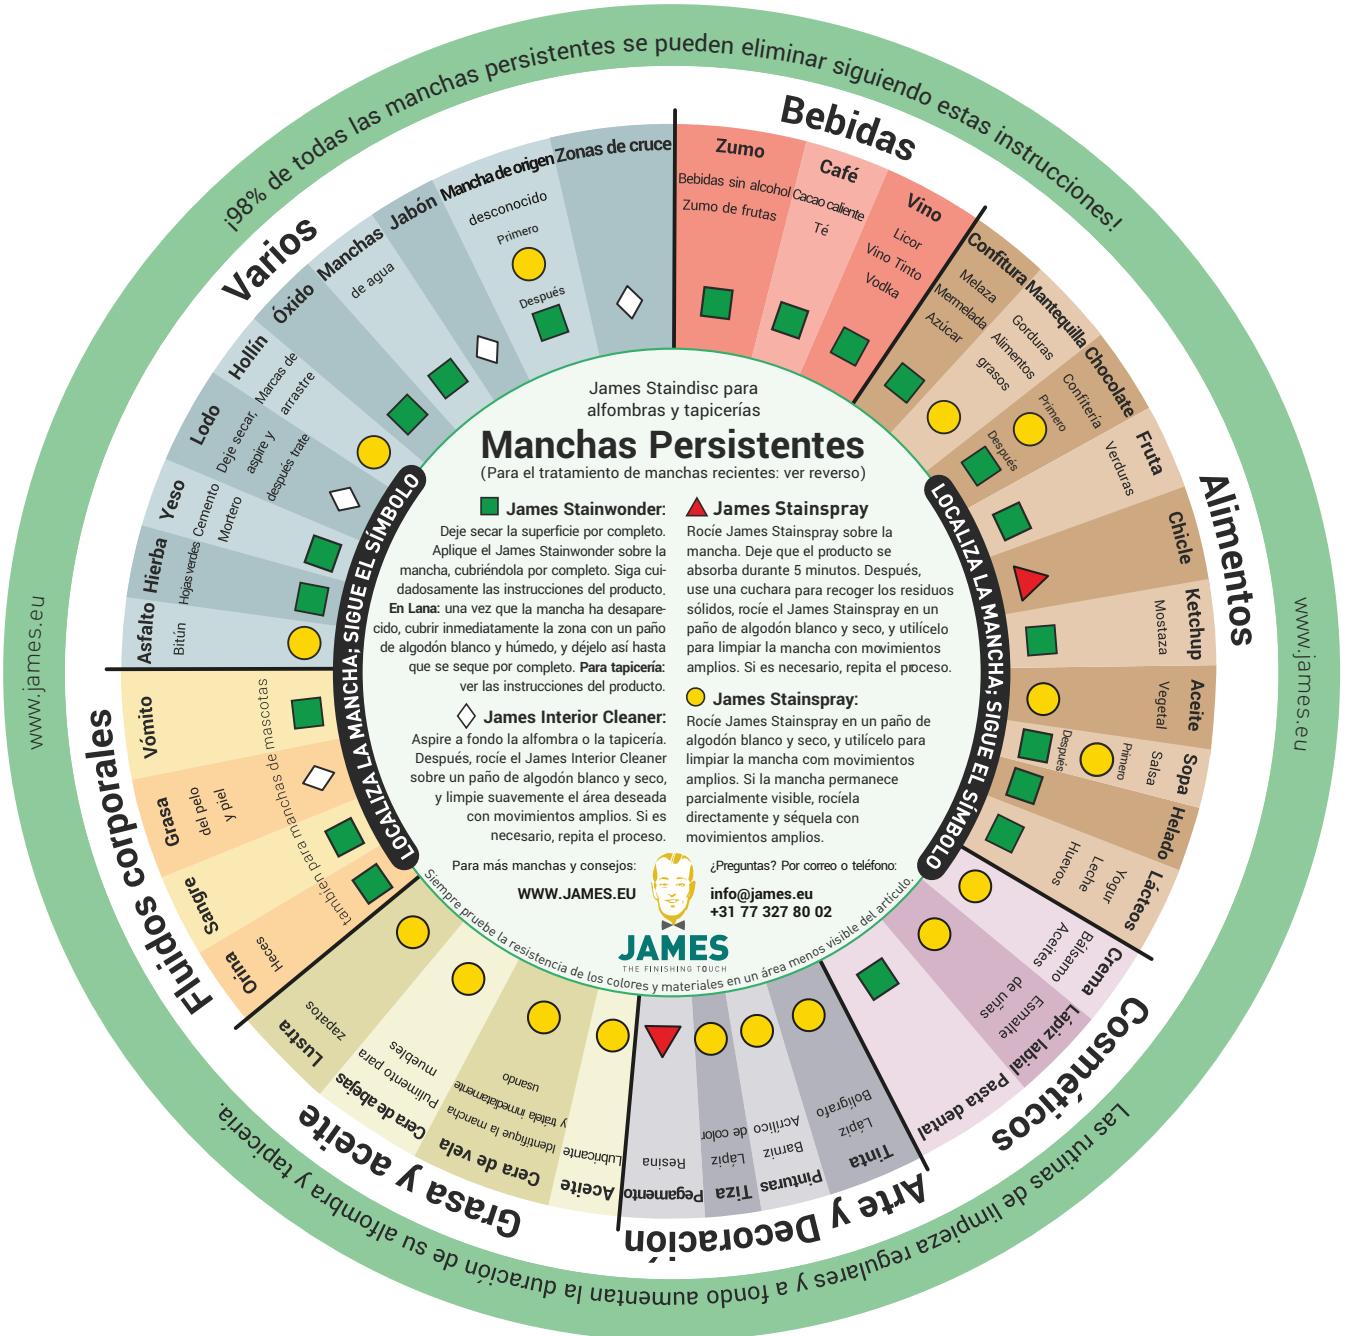 ¡98% de todas las manchas persistentes se pueden eliminar siguiendo estas instrucciones!
www.james.eu
www.james.eu
Las rutinas de limpieza regulares y a fondo aumentan la duración de su alfombra y tapicería.
Bebidas
Zumo
Bebidas sin alcohol
Zumo de frutas
Café
Cacao caliente
Té
Vino
Licor
Vino Tinto
Vodka
Alimentos
Confitura
Melaza
Mermelada
Azúcar
Mantequilla
Gorduras
Alimentos
grasos
Chocolate
Confitería
Primero
Después
Fruta
Verduras
Chicle
Ketchup
Mostaza
Aceite
Vegetal
Sopa
Salsa
Primero
Después
Helado
Lácteos
Yogur
Leche
Huevos
Cosméticos
Crema
Bálsamo
Aceites
Lápiz labial
Esmalte
de uñas
Pasta dental
Arte y Decoración
Tinta
Lápiz
Bolígrafo
Pinturas
Barniz
Acrílico
Tiza
Lápiz
de color
Pegamento
Resina
Grasa y aceite
Aceite
Lubricante
Cera de vela
Identifique la mancha
y trátela inmediatamente
usando
Cera de abejas
Pulimento para
muebles
Lustra
zapatos
Fluidos corporales
Orina
Heces
Sangre
Grasa
del pelo
y piel
Vómito
también para manchas de mascotas
Varios
Asfalto
Bitún
Hierba
Hojas verdes
Yeso
Cemento
Mortero
Lodo
Deje secar,
aspire y
después trate
Hollín
Marcas de
arrastre
Óxido
Manchas
de agua
Jabón
Mancha de origen
desconocido
Primero
Después
Zonas de cruce
LOCALIZA LA MANCHA; SIGUE EL SÍMBOLO
LOCALIZA LA MANCHA; SIGUE EL SÍMBOLO
James Staindisc para
alfombras y tapicerías
Manchas Persistentes
(Para el tratamiento de manchas recientes: ver reverso)
James Stainwonder:
Deje secar la superficie por completo.
Aplique el James Stainwonder sobre la
mancha, cubriéndola por completo. Siga cui-
dadosamente las instrucciones del producto.
En Lana: una vez que la mancha ha desapare-
cido, cubrir inmediatamente la zona con un paño
de algodón blanco y húmedo, y déjelo así hasta
que se seque por completo. Para tapicería:
ver las instrucciones del producto.
James Interior Cleaner:
Aspire a fondo la alfombra o la tapicería.
Después, rocíe el James Interior Cleaner
sobre un paño de algodón blanco y seco,
y limpie suavemente el área deseada
con movimientos amplios. Si es
necesario, repita el proceso.
James Stainspray
Rocíe James Stainspray sobre la
mancha. Deje que el producto se
absorba durante 5 minutos. Después,
use una cuchara para recoger los residuos
sólidos, rocíe el James Stainspray en un
paño de algodón blanco y seco, y utilícelo
para limpiar la mancha con movimientos
amplios. Si es necesario, repita el proceso.
James Stainspray:
Rocíe James Stainspray en un paño de
algodón blanco y seco, y utilícelo para
limpiar la mancha com movimientos
amplios. Si la mancha permanece
parcialmente visible, rocíela
directamente y séquela con
movimientos amplios.
Para más manchas y consejos:
WWW.JAMES.EU
¿Preguntas? Por correo o teléfono:
info@james.eu
+31 77 327 80 02
JAMES
THE FINISHING TOUCH
Siempre pruebe la resistencia de los colores y materiales en un área menos visible del artículo.